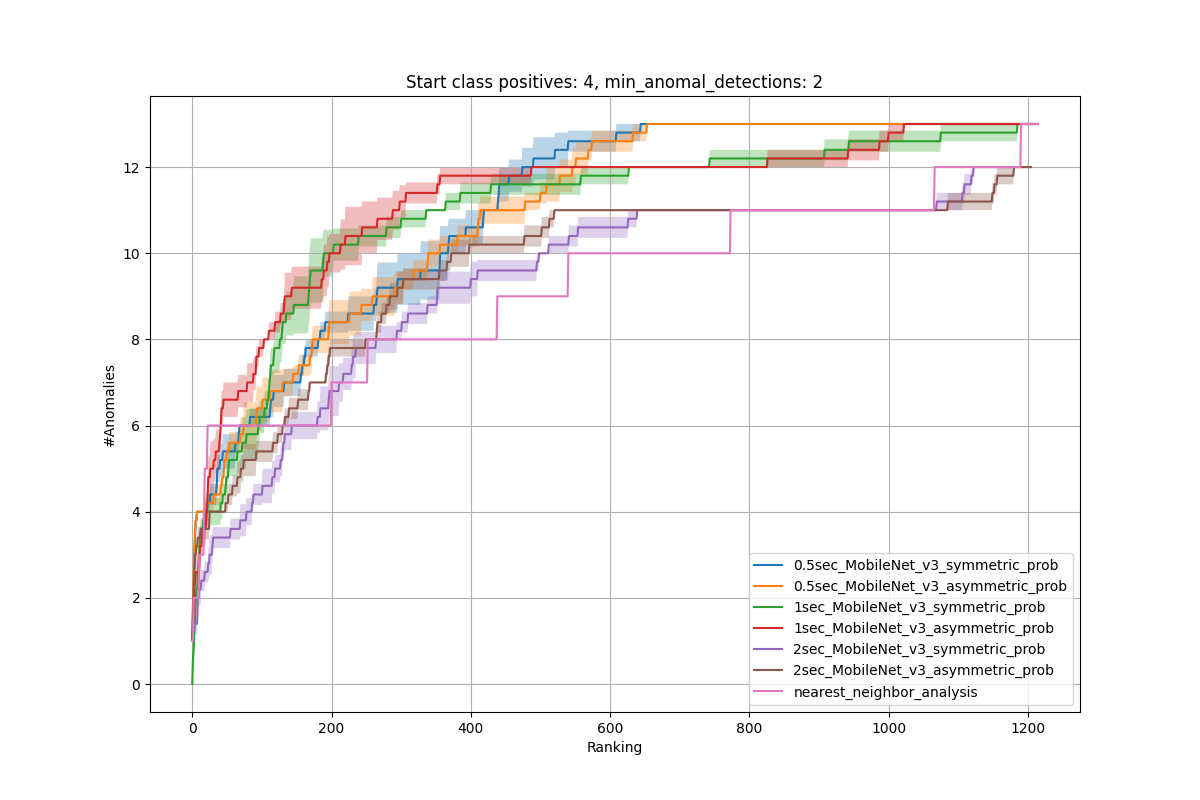 Start class positives: 4, min_anomal_detections: 2
#Anomalies
12
10
8
6
4
2
0
0.5sec_MobileNet_v3_symmetric_prob
0.5sec_MobileNet_v3_asymmetric_prob
1sec_MobileNet_v3_symmetric_prob
1sec_MobileNet_v3_asymmetric_prob
2sec_MobileNet_v3_symmetric_prob
2sec_MobileNet_v3_asymmetric_prob
nearest_neighbor_analysis
0 200 400 600 800 1000 1200
Ranking